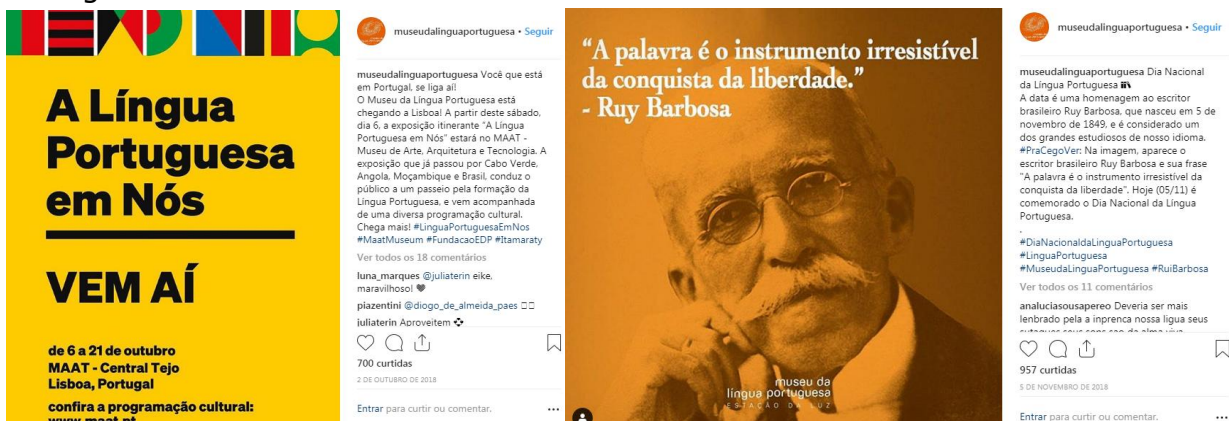 A Língua
Portuguesa
em Nós
VEM AÍ
de 6 a 21 de outubro
MAAT - Central Tejo
Lisboa, Portugal
confira a programação cultural:
www.maat.pt
museudalinguaportuguesa • Seguir
museudalinguaportuguesa Você que está
em Portugal, se liga aí!
O Museu da Língua Portuguesa está
chegando a Lisboa! A partir deste sábado,
dia 6, a exposição itinerante "A Língua
Portuguesa em Nós" estará no MAAT -
Museu de Arte, Arquitetura e Tecnologia. A
exposição que já passou por Cabo Verde,
Angola, Moçambique e Brasil, conduz o
público a um passeio pela formação da
Língua Portuguesa, e vem acompanhada
de uma diversa programação cultural.
Chega mais! #LinguaPortuguesaEmNos
#MaatMuseum #FundacaoEDP #Itamaraty
Ver todos os 18 comentários
luna_marques @juliaterin eike,
maravilhoso!
piazentini @diogo_de_almeida_paes
juliaterin Aproveitem
700 curtidas
2 DE OUTUBRO DE 2018
Entrar para curtir ou comentar.
"A palavra é o instrumento irresistível
da conquista da liberdade."
- Ruy Barbosa
museu da
língua portuguesa
ESTAÇÃO DA LUZ
museudalinguaportuguesa • Seguir
museudalinguaportuguesa Dia Nacional
da Língua Portuguesa
A data é uma homenagem ao escritor
brasileiro Ruy Barbosa, que nasceu em 5 de
novembro de 1849, e é considerado um
dos grandes estudiosos de nosso idioma.
#PraCegoVer: Na imagem, aparece o
escritor brasileiro Ruy Barbosa e sua frase
"A palavra é o instrumento irresistível da
conquista da liberdade". Hoje (05/11) é
comemorado o Dia Nacional da Língua
Portuguesa.
.
#DiaNacionaldaLinguaPortuguesa
#LinguaPortuguesa
#MuseudaLinguaPortuguesa #RuiBarbosa
Ver todos os 11 comentários
analuciasousapereo Deveria ser mais
lenbrado pela a inprenca nossa ligua seus
957 curtidas
5 DE NOVEMBRO DE 2018
Entrar para curtir ou comentar.